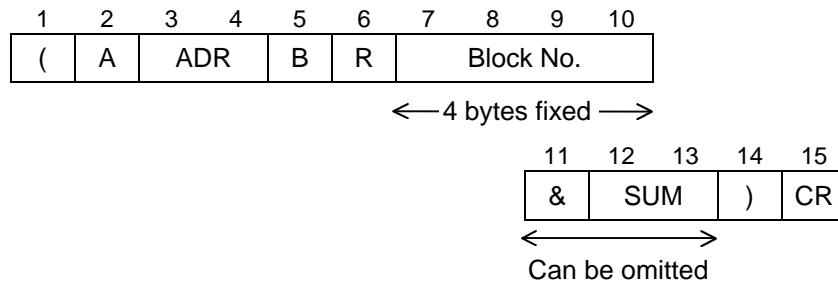 1 2 3 4 5 6 7 8 9 10
( A ADR B R Block No.
4 bytes fixed
11 12 13 14 15
& SUM ) CR
Can be omitted